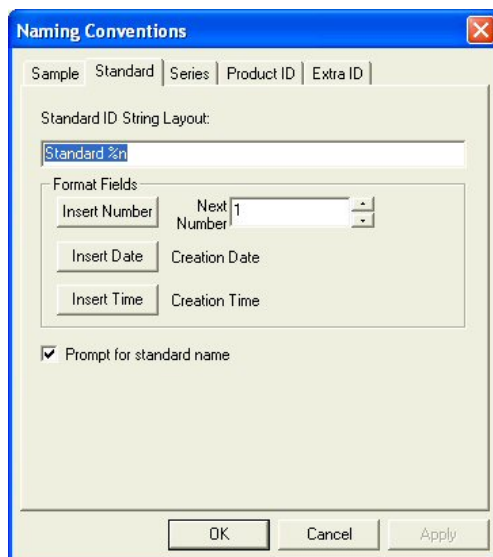 Naming Conventions
Sample Standard Series Product ID Extra ID
Standard ID String Layout:
Standard %n
Format Fields
Insert Number Next Number 1
Insert Date Creation Date
Insert Time Creation Time
Prompt for standard name
OK Cancel Apply